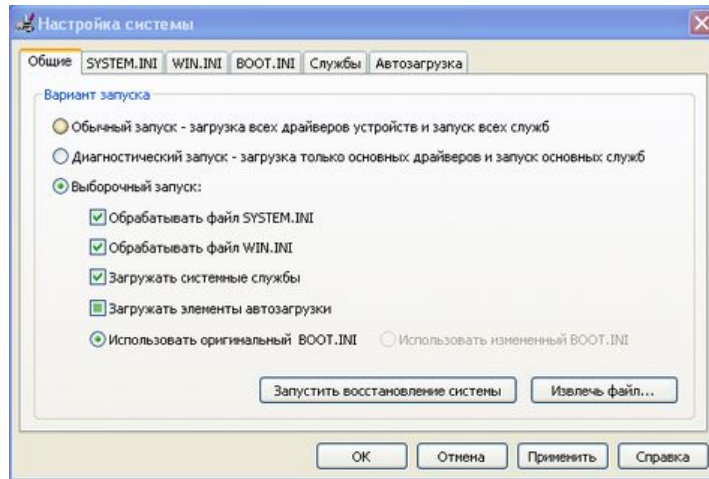 Настройка системы
Общие SYSTEM.INI WIN.INI BOOT.INI Службы Автозагрузка
Вариант запуска
Обычный запуск - загрузка всех драйверов устройств и запуск всех служб
Диагностический запуск - загрузка только основных драйверов и запуск основных служб
Выборочный запуск:
Обрабатывать файл SYSTEM.INI
Обрабатывать файл WIN.INI
Загружать системные службы
Загружать элементы автозагрузки
Использовать оригинальный BOOT.INI Использовать измененный BOOT.INI
Запустить восстановление системы Извлечь файл...
ОК Отмена Применить Справка